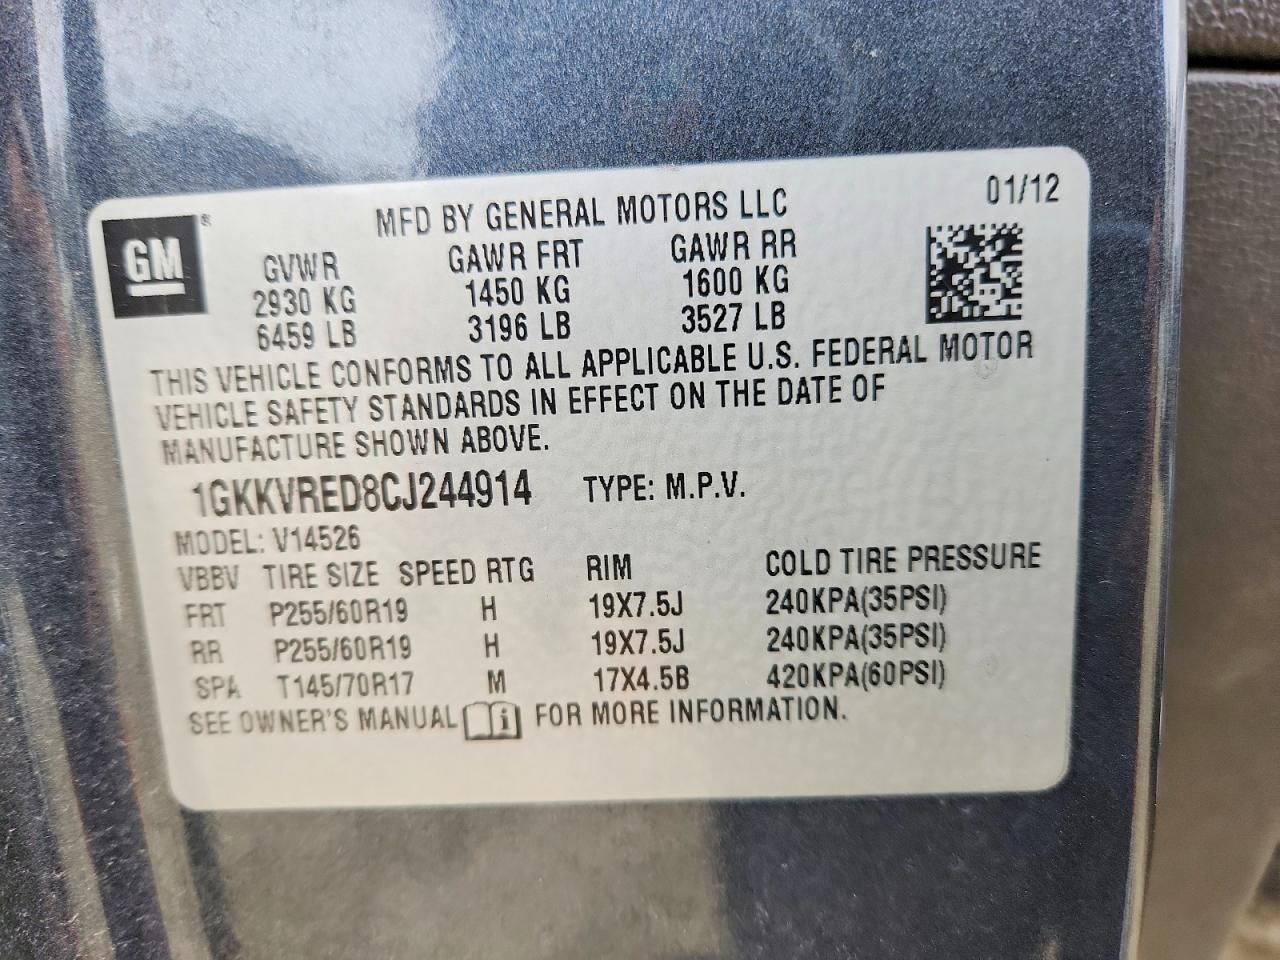 GM ®
MFD BY GENERAL MOTORS LLC 01/12
GVWR GAWR FRT GAWR RR
2930 KG 1450 KG 1600 KG
6459 LB 3196 LB 3527 LB
THIS VEHICLE CONFORMS TO ALL APPLICABLE U.S. FEDERAL MOTOR
VEHICLE SAFETY STANDARDS IN EFFECT ON THE DATE OF
MANUFACTURE SHOWN ABOVE.
1GKKVRED8CJ244914 TYPE: M.P.V.
MODEL: V14526
VBBV TIRE SIZE SPEED RTG RIM COLD TIRE PRESSURE
FRT P255/60R19 H 19X7.5J 240KPA(35PSI)
RR P255/60R19 H 19X7.5J 240KPA(35PSI)
SPA T145/70R17 M 17X4.5B 420KPA(60PSI)
SEE OWNER'S MANUAL i FOR MORE INFORMATION.